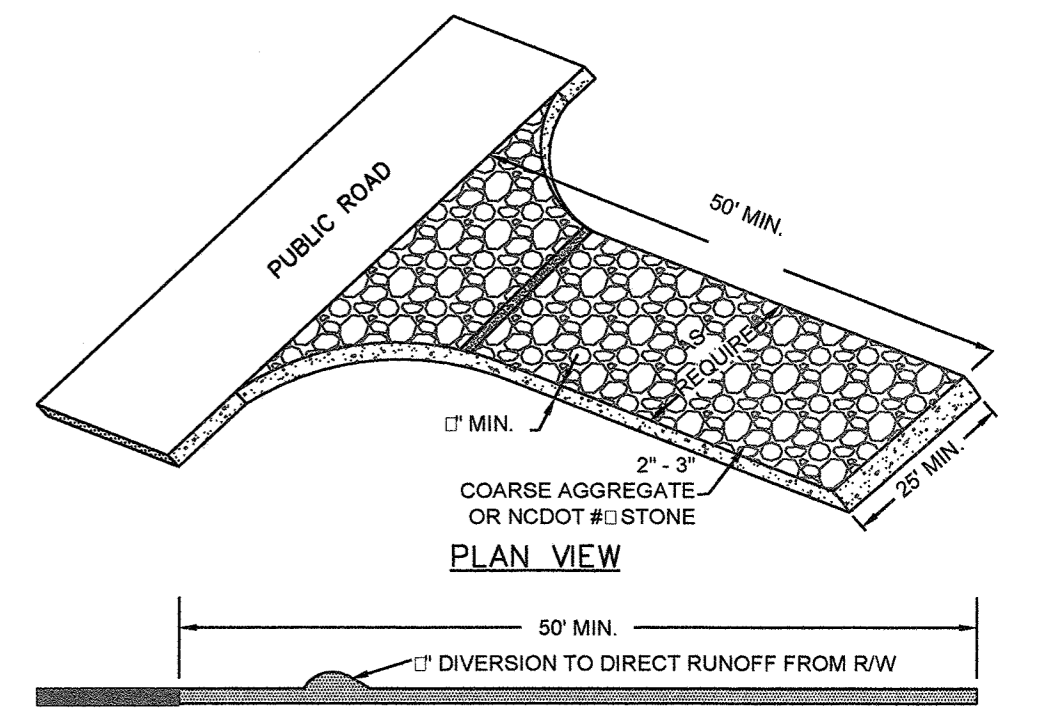 PUBLIC ROAD
50' MIN.
AS
REQUIRED
□" MIN.
25' MIN.
2" - 3"
COARSE AGGREGATE
OR NCDOT #□ STONE
PLAN VIEW
50' MIN.
□" DIVERSION TO DIRECT RUNOFF FROM R/W